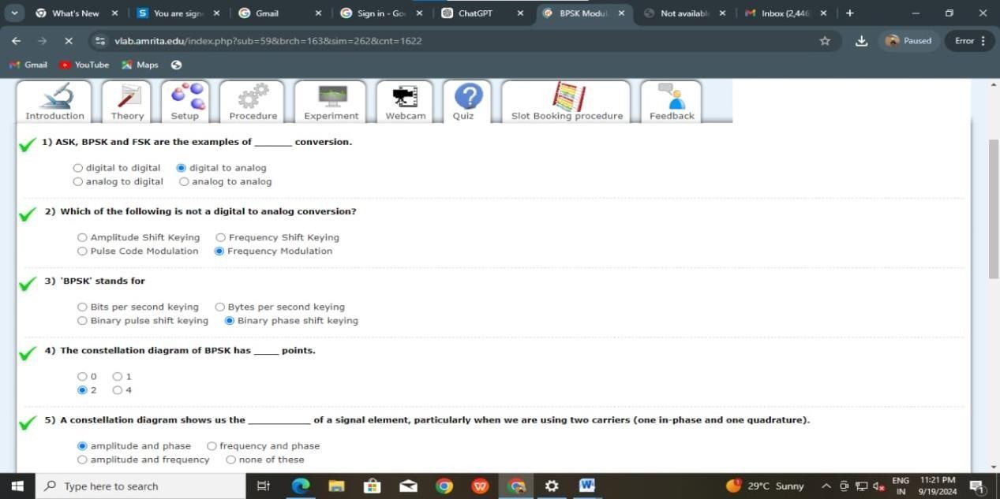 What's New
You are sign
Gmail
Sign in - Go
ChatGPT
BPSK Modul
Not availabl
Inbox (2,446
vlab.amrita.edu/index.php?sub=59&brch=163&sim=262&cnt=1622
Paused
Error
Gmail
YouTube
Maps
Introduction
Theory
Setup
Procedure
Experiment
Webcam
Quiz
Slot Booking procedure
Feedback
1) ASK, BPSK and FSK are the examples of _______ conversion.
digital to digital digital to analog
analog to digital analog to analog
2) Which of the following is not a digital to analog conversion?
Amplitude Shift Keying Frequency Shift Keying
Pulse Code Modulation Frequency Modulation
3) 'BPSK' stands for
Bits per second keying Bytes per second keying
Binary pulse shift keying Binary phase shift keying
4) The constellation diagram of BPSK has _____ points.
0 1
2 4
5) A constellation diagram shows us the ____________ of a signal element, particularly when we are using two carriers (one in-phase and one quadrature).
amplitude and phase frequency and phase
amplitude and frequency none of these
Type here to search
29°C Sunny
ENG
IN
11:21 PM
9/19/2024